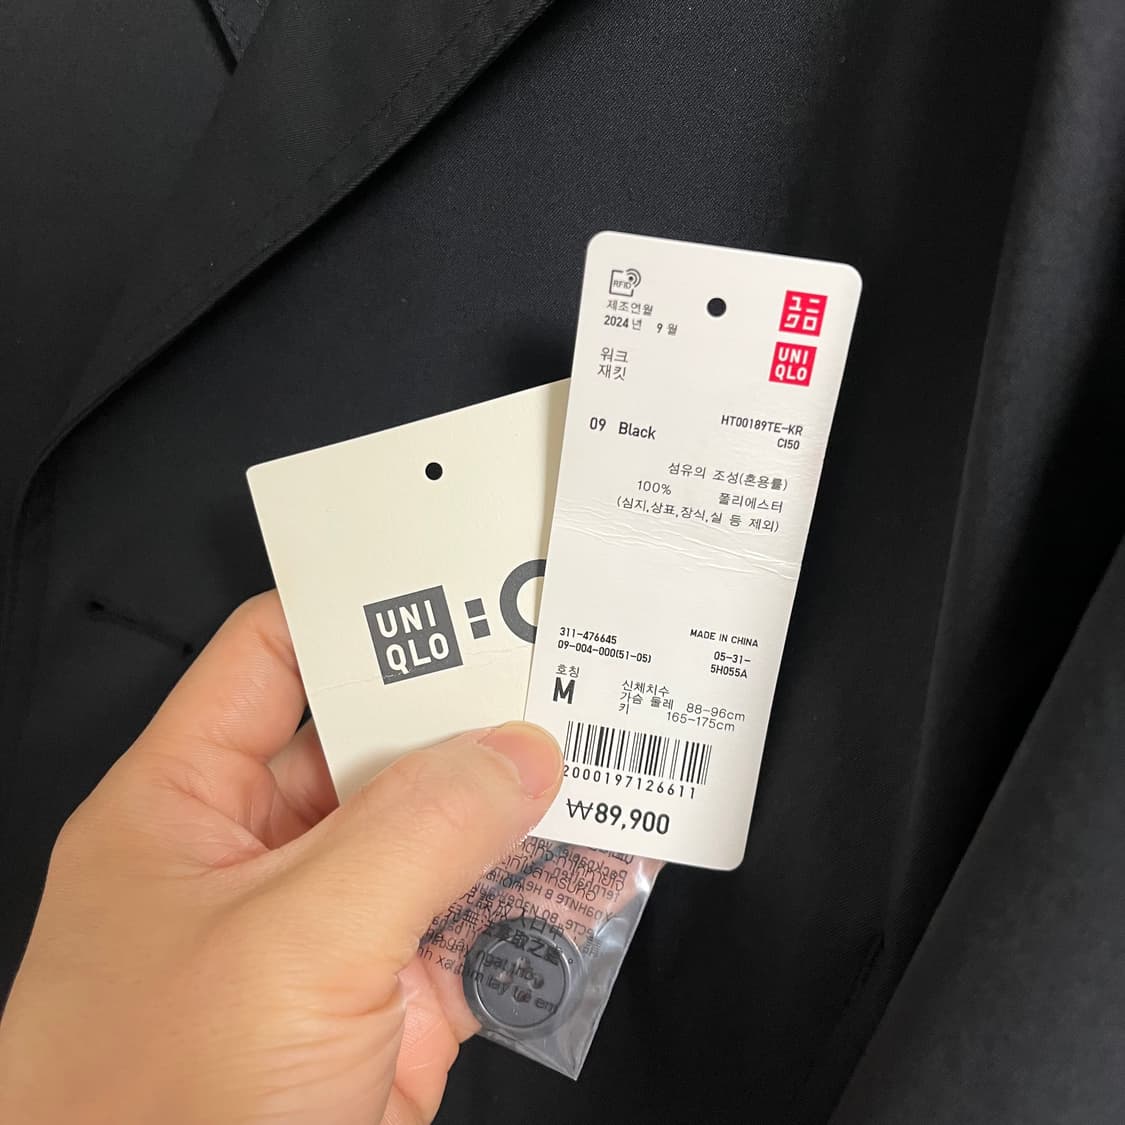 RFID
제조연월
2024년 9월
ユニ
クロ
UNI
QLO
워크
재킷
09 Black
HT00189TE-KR
CI50
섬유의 조성(혼용률)
100% 폴리에스터
(심지,상표,장식,실 등 제외)
311-476645
MADE IN CHINA
09-004-000(51-05)
05-31-
5H055A
호칭
M
신체치수
가슴 둘레 88-96cm
키 165-175cm
2000197126611
₩89,900
UNI
QLO
:C